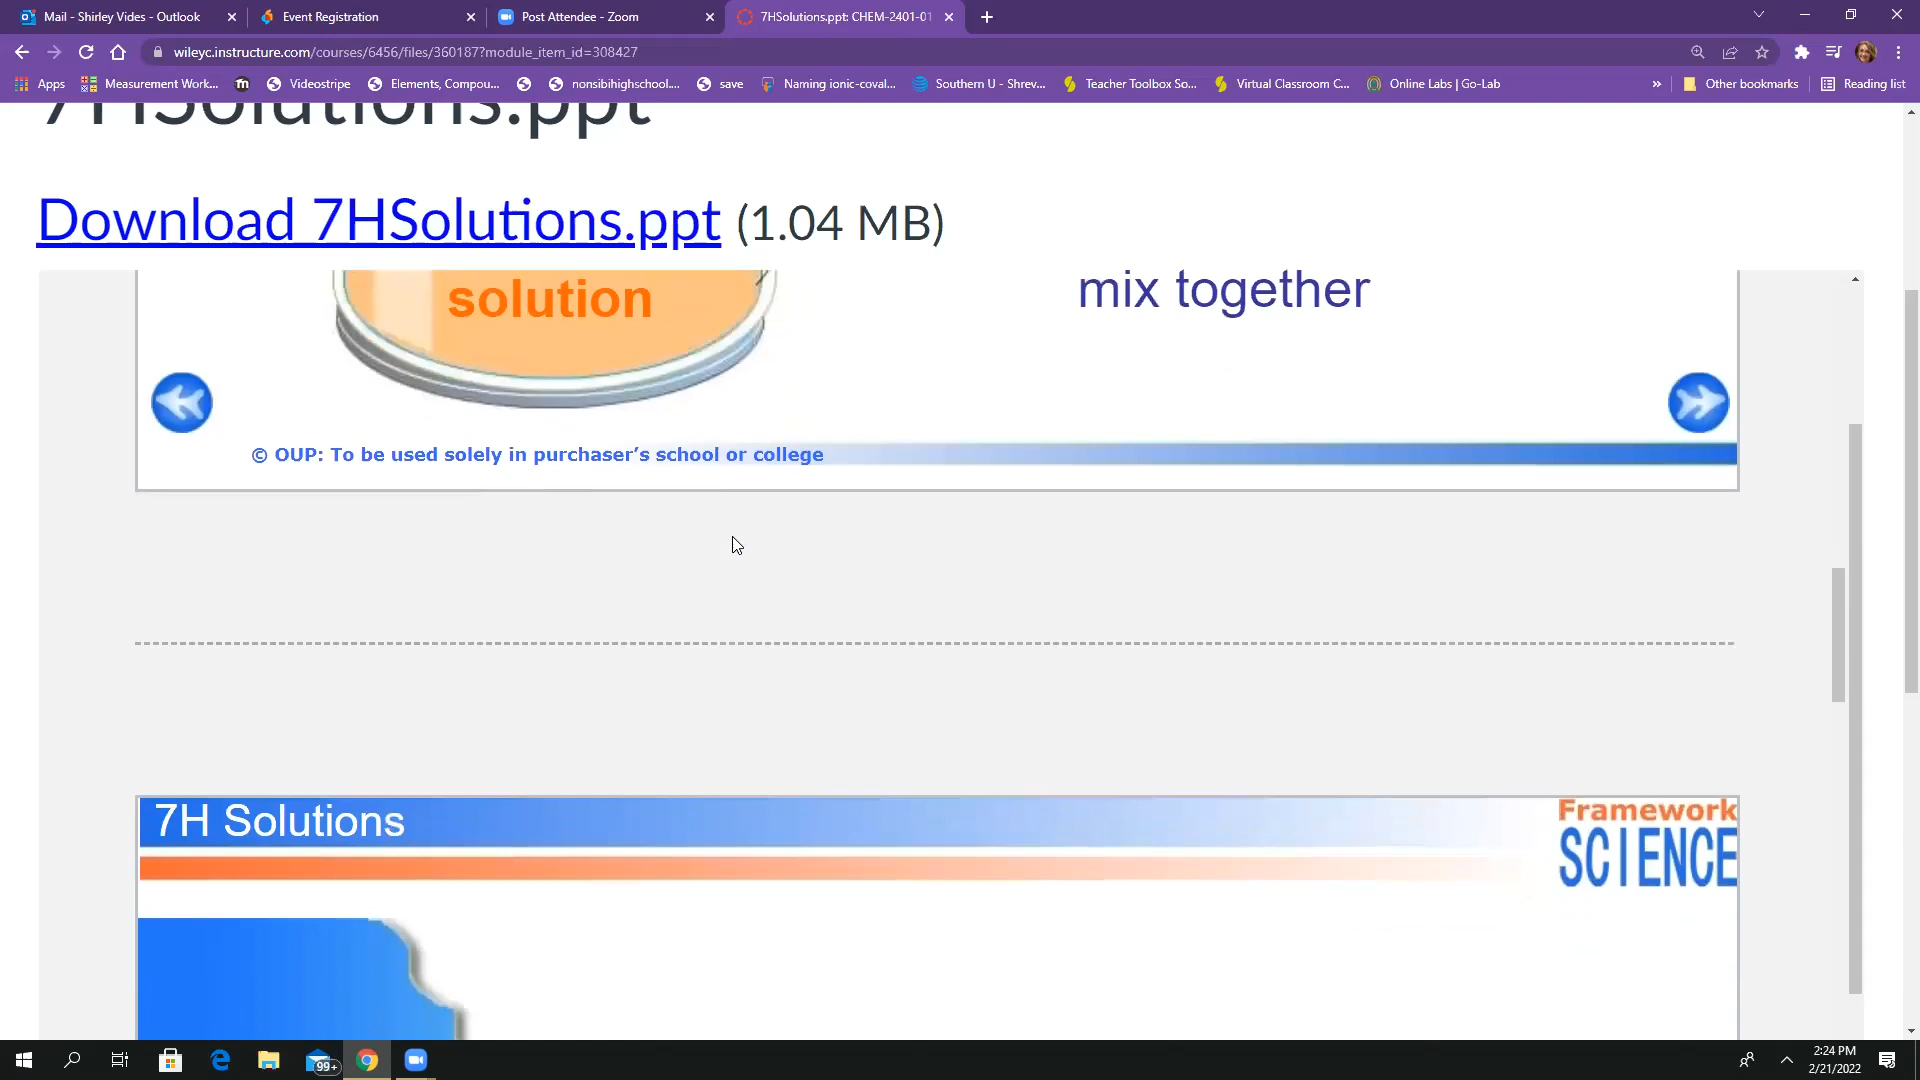 Mail - Shirley Vides - Outlook
Event Registration
Post Attendee - Zoom
7HSolutions.ppt: CHEM-2401-01
wileyc.instructure.com/courses/6456/files/360187?module_item_id=308427
Apps
Measurement Work...
Videostripe
Elements, Compou...
nonsibihighschool....
save
Naming ionic-coval...
Southern U - Shrev...
Teacher Toolbox So...
Virtual Classroom C...
Online Labs | Go-Lab
Other bookmarks
Reading list
7HSolutions.ppt
Download 7HSolutions.ppt (1.04 MB)
solution
mix together
© OUP: To be used solely in purchaser's school or college
7H Solutions
Framework
SCIENCE
99+
2:24 PM
2/21/2022